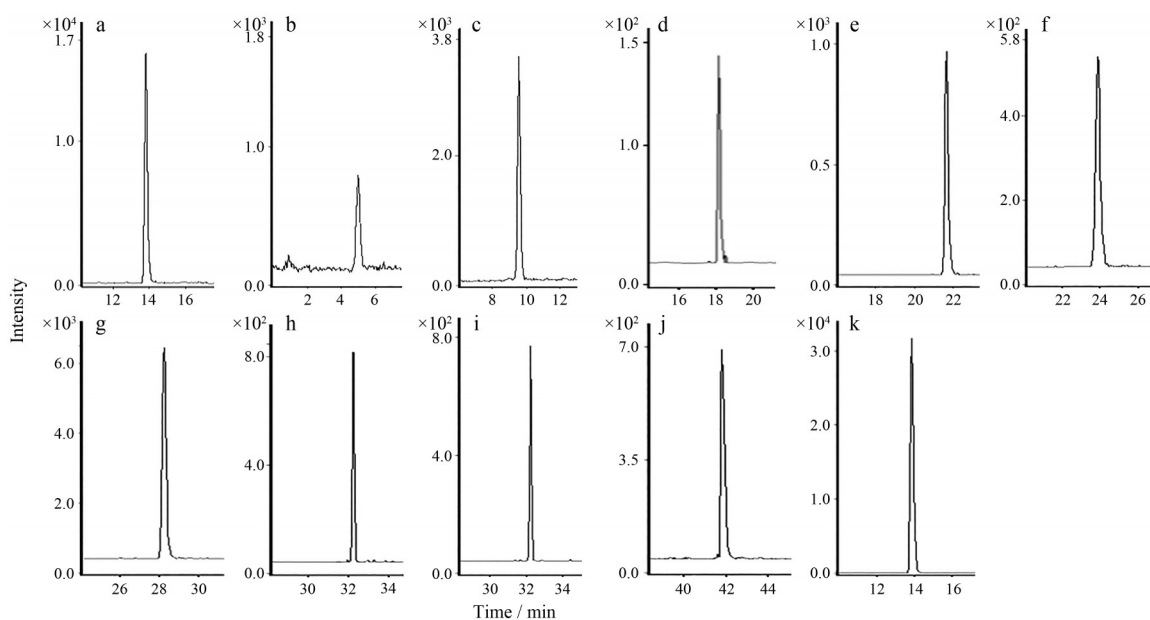 a
×10⁴
1.7
1.0
0.0
12 14 16
b
×10³
1.8
1.0
0.0
2 4 6
c
×10³
3.8
2.0
0.0
8 10 12
d
×10²
1.5
1.0
0.0
16 18 20
e
×10³
1.0
0.5
0.0
18 20 22
f
×10²
5.8
4.0
2.0
0.0
22 24 26
Intensity
g
×10³
6.0
4.0
2.0
0.0
26 28 30
h
×10²
8.0
4.0
0.0
30 32 34
i
×10²
8.0
4.0
0.0
30 32 34
j
×10²
7.0
3.5
0.0
40 42 44
k
×10⁴
3.0
2.0
1.0
0.0
12 14 16
Time / min